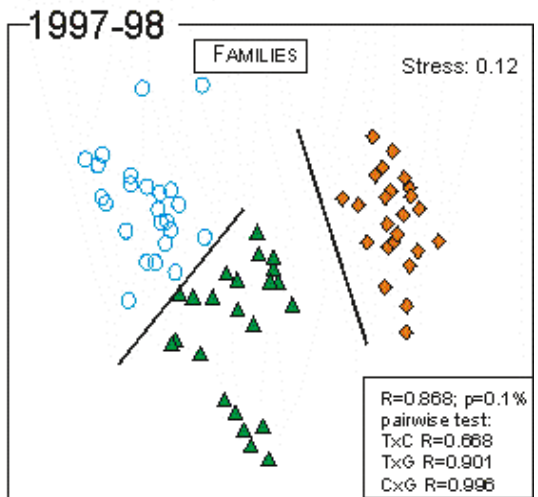 1997-98
FAMILIES
Stress: 0.12
R=0.868; p=0.1%
pairwise test:
TxC R=0.668
TxG R=0.901
CxG R=0.996